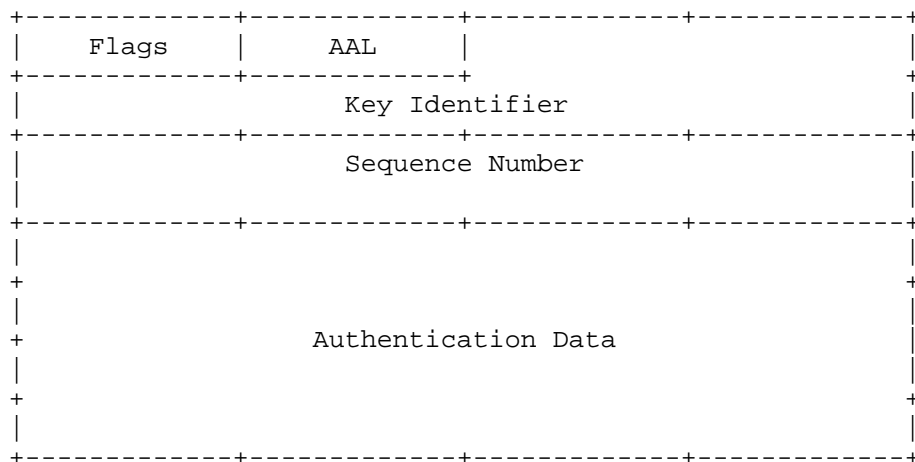 Flags AAL
Key Identifier
Sequence Number
Authentication Data